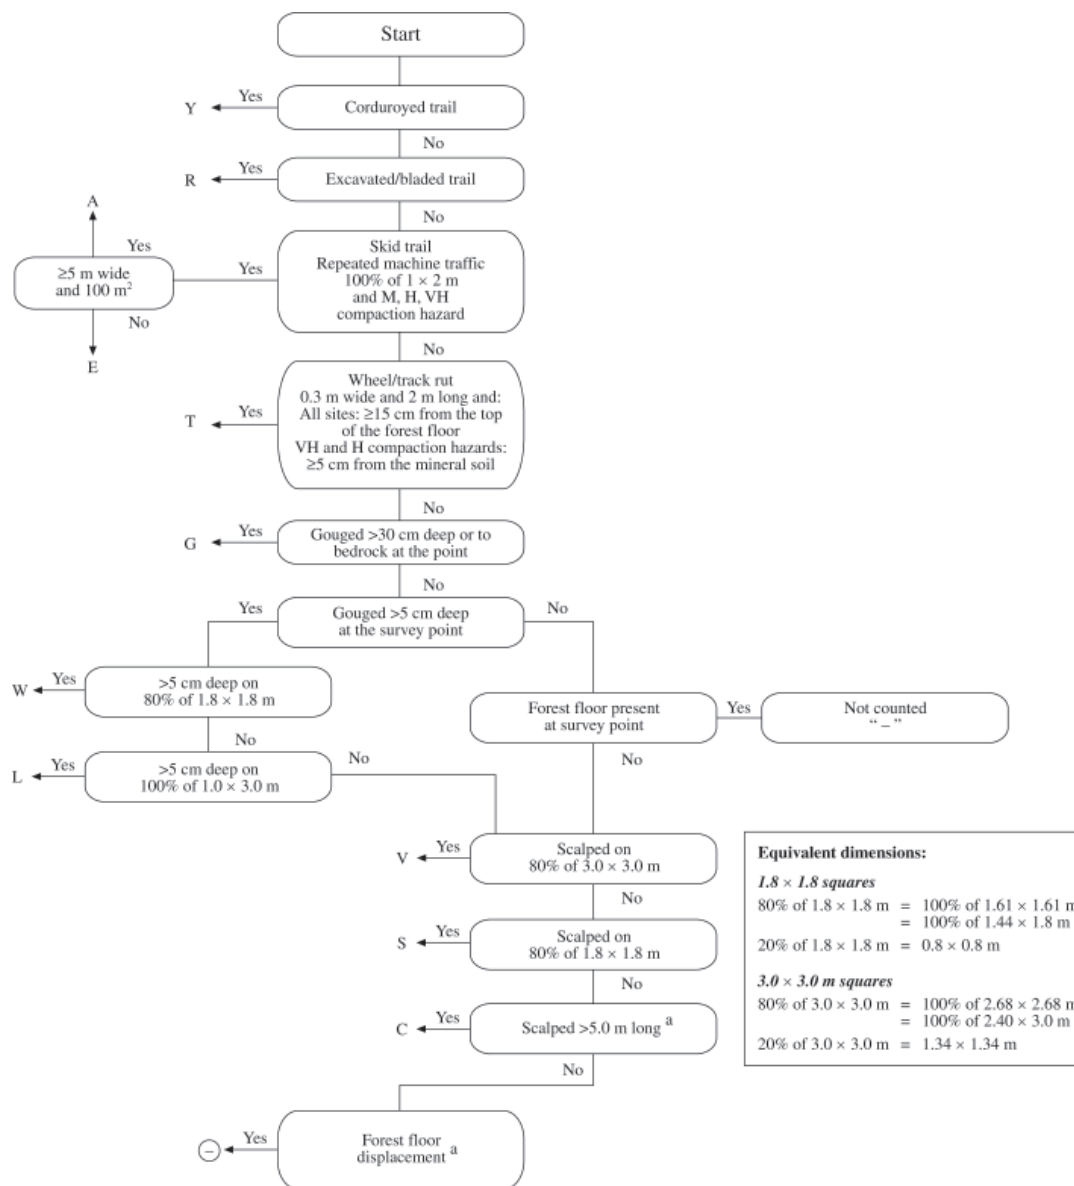 Start
Yes
Y
Corduroyed trail
No
Yes
R
Excavated/bladed trail
No
A
Yes
≥5 m wide
and 100 m²
No
E
Yes
Skid trail
Repeated machine traffic
100% of 1 × 2 m
and M, H, VH
compaction hazard
No
Yes
T
Wheel/track rut
0.3 m wide and 2 m long and:
All sites: ≥15 cm from the top
of the forest floor
VH and H compaction hazards:
≥5 cm from the mineral soil
No
Yes
G
Gouged >30 cm deep or to
bedrock at the point
No
Yes
Gouged >5 cm deep
at the survey point
No
W
Yes
>5 cm deep on
80% of 1.8 × 1.8 m
No
Forest floor present
at survey point
Yes
Not counted
“ – ”
No
L
Yes
>5 cm deep on
100% of 1.0 × 3.0 m
No
V
Yes
Scalped on
80% of 3.0 × 3.0 m
No
S
Yes
Scalped on
80% of 1.8 × 1.8 m
No
C
Yes
Scalped >5.0 m long a
No
–
Yes
Forest floor
displacement a
Equivalent dimensions:
1.8 × 1.8 squares
80% of 1.8 × 1.8 m = 100% of 1.61 × 1.61 m
= 100% of 1.44 × 1.8 m
20% of 1.8 × 1.8 m = 0.8 × 0.8 m
3.0 × 3.0 m squares
80% of 3.0 × 3.0 m = 100% of 2.68 × 2.68 m
= 100% of 2.40 × 3.0 m
20% of 3.0 × 3.0 m = 1.34 × 1.34 m